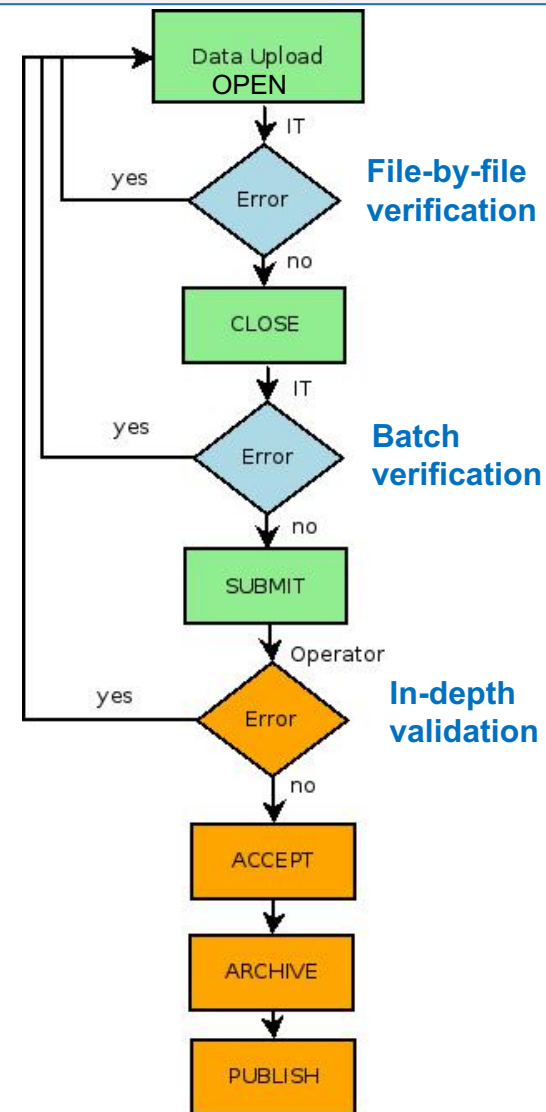 Data Upload
OPEN
IT
yes
Error
File-by-file
verification
no
CLOSE
IT
yes
Error
Batch
verification
no
SUBMIT
Operator
yes
Error
In-depth
validation
no
ACCEPT
ARCHIVE
PUBLISH